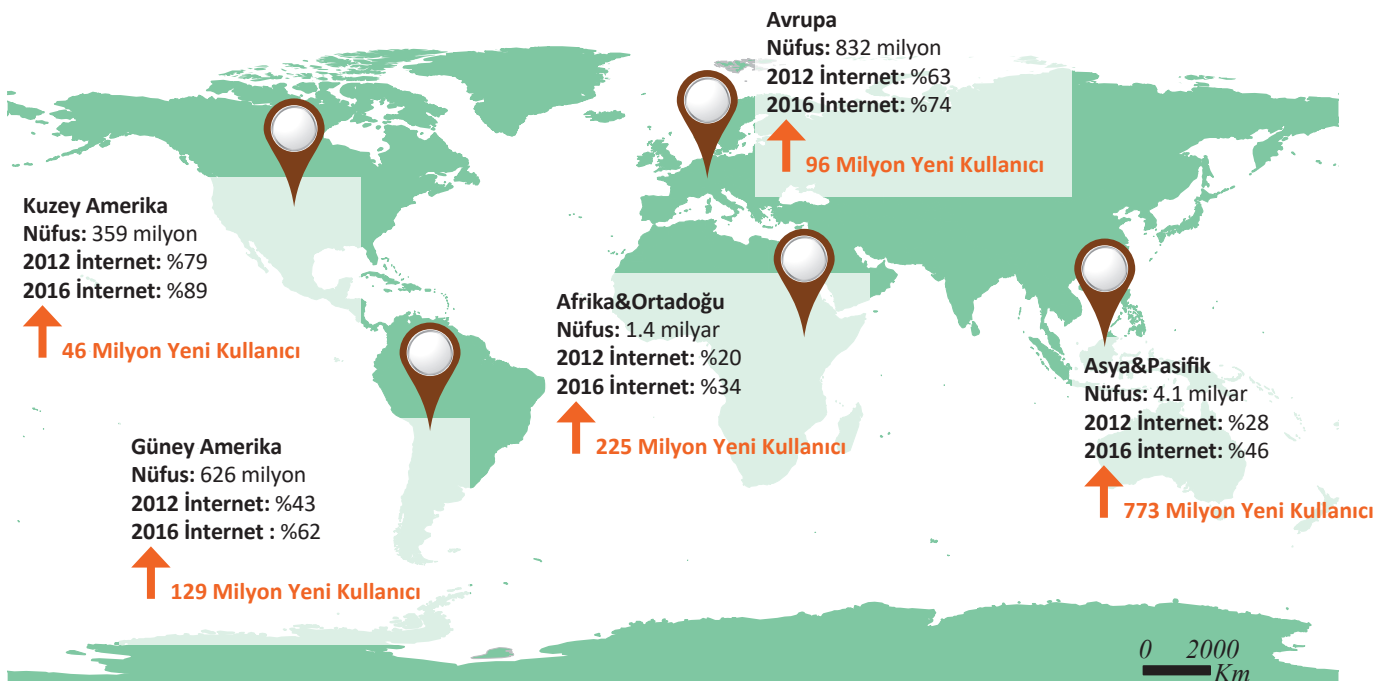 Avrupa
Nüfus: 832 milyon
2012 İnternet: %63
2016 İnternet: %74
96 Milyon Yeni Kullanıcı
Kuzey Amerika
Nüfus: 359 milyon
2012 İnternet: %79
2016 İnternet: %89
46 Milyon Yeni Kullanıcı
Afrika&Ortadoğu
Nüfus: 1.4 milyar
2012 İnternet: %20
2016 İnternet: %34
225 Milyon Yeni Kullanıcı
Asya&Pasifik
Nüfus: 4.1 milyar
2012 İnternet: %28
2016 İnternet: %46
773 Milyon Yeni Kullanıcı
Güney Amerika
Nüfus: 626 milyon
2012 İnternet: %43
2016 İnternet : %62
129 Milyon Yeni Kullanıcı
0 2000
Km